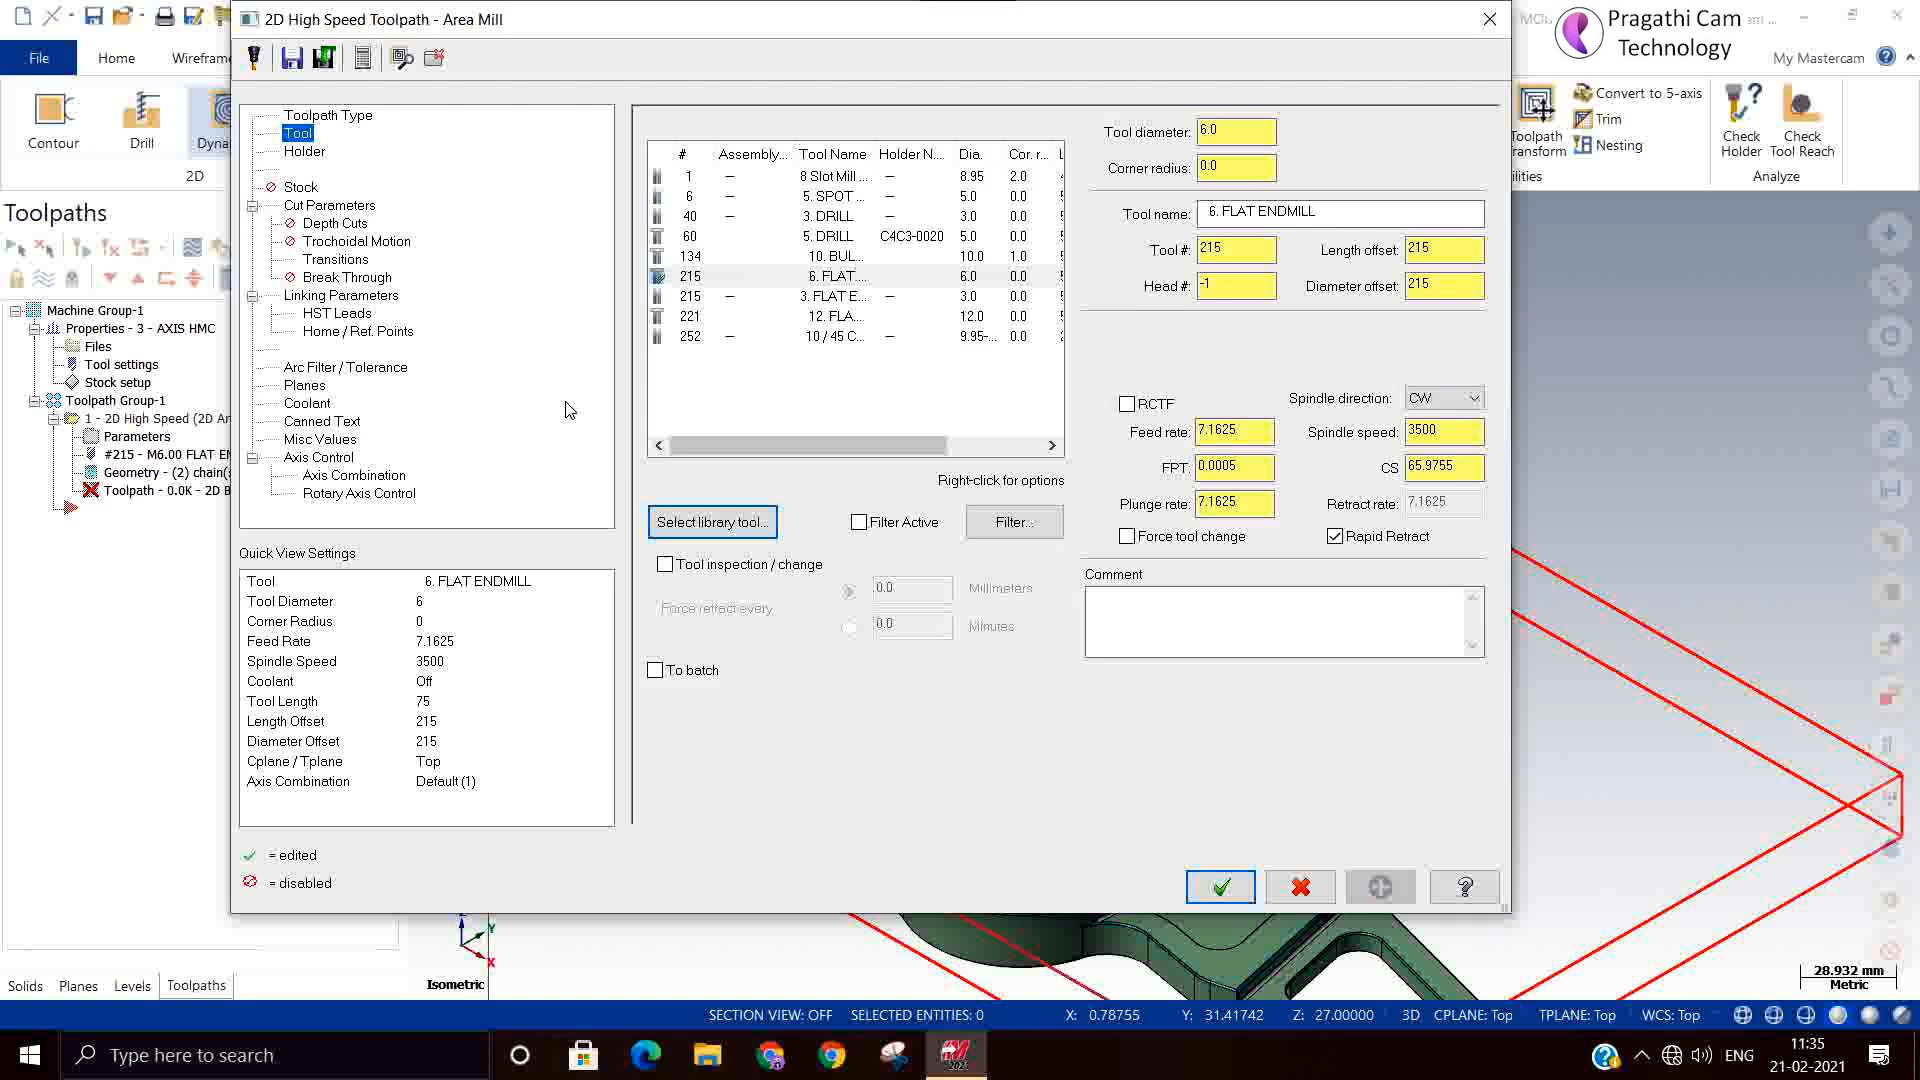 2D High Speed Toolpath - Area Mill
Pragathi Cam
Technology
File
Home
Wireframe
My Mastercam
Contour
Drill
2D
Convert to 5-axis
Trim
Nesting
Toolpath
Transform
Check
Holder
Check
Tool Reach
Analyze
Toolpaths
Machine Group-1
Properties - 3 - AXIS HMC
Files
Tool settings
Stock setup
Toolpath Group-1
1 - 2D High Speed (2D Ar
Parameters
#215 - M6.00 FLAT EN
Geometry - (2) chain(s
Toolpath - 0.0K - 2D B
Toolpath Type
Tool
Holder
Stock
Cut Parameters
Depth Cuts
Trochoidal Motion
Transitions
Break Through
Linking Parameters
HST Leads
Home / Ref. Points
Arc Filter / Tolerance
Planes
Coolant
Canned Text
Misc Values
Axis Control
Axis Combination
Rotary Axis Control
Quick View Settings
Tool 6. FLAT ENDMILL
Tool Diameter 6
Corner Radius 0
Feed Rate 7.1625
Spindle Speed 3500
Coolant Off
Tool Length 75
Length Offset 215
Diameter Offset 215
Cplane / Tplane Top
Axis Combination Default (1)
= edited
= disabled
# Assembly... Tool Name Holder N... Dia. Cor. r... L
1 – 8 Slot Mill ... – 8.95 2.0
6 – 5. SPOT ... – 5.0 0.0
40 – 3. DRILL – 3.0 0.0
60 5. DRILL C4C3-0020 5.0 0.0
134 10. BUL... 10.0 1.0
215 6. FLAT.... 6.0 0.0
215 – 3. FLAT E... – 3.0 0.0
221 12. FLA... 12.0 0.0
252 – 10 / 45 C... – 9.95-... 0.0
Right-click for options
Select library tool...
Filter Active
Filter...
Tool inspection / change
Force retract every
0.0 Millimeters
0.0 Minutes
To batch
Tool diameter: 6.0
Corner radius: 0.0
Tool name: 6. FLAT ENDMILL
Tool #: 215 Length offset: 215
Head #: -1 Diameter offset: 215
RCTF Spindle direction: CW
Feed rate: 7.1625 Spindle speed: 3500
FPT: 0.0005 CS 65.9755
Plunge rate: 7.1625 Retract rate: 7.1625
Force tool change Rapid Retract
Comment
Z
Y
X
Isometric
28.932 mm
Metric
Solids Planes Levels Toolpaths
SECTION VIEW: OFF SELECTED ENTITIES: 0 X: 0.78755 Y: 31.41742 Z: 27.00000 3D CPLANE: Top TPLANE: Top WCS: Top
Type here to search
2021
ENG
11:35
21-02-2021